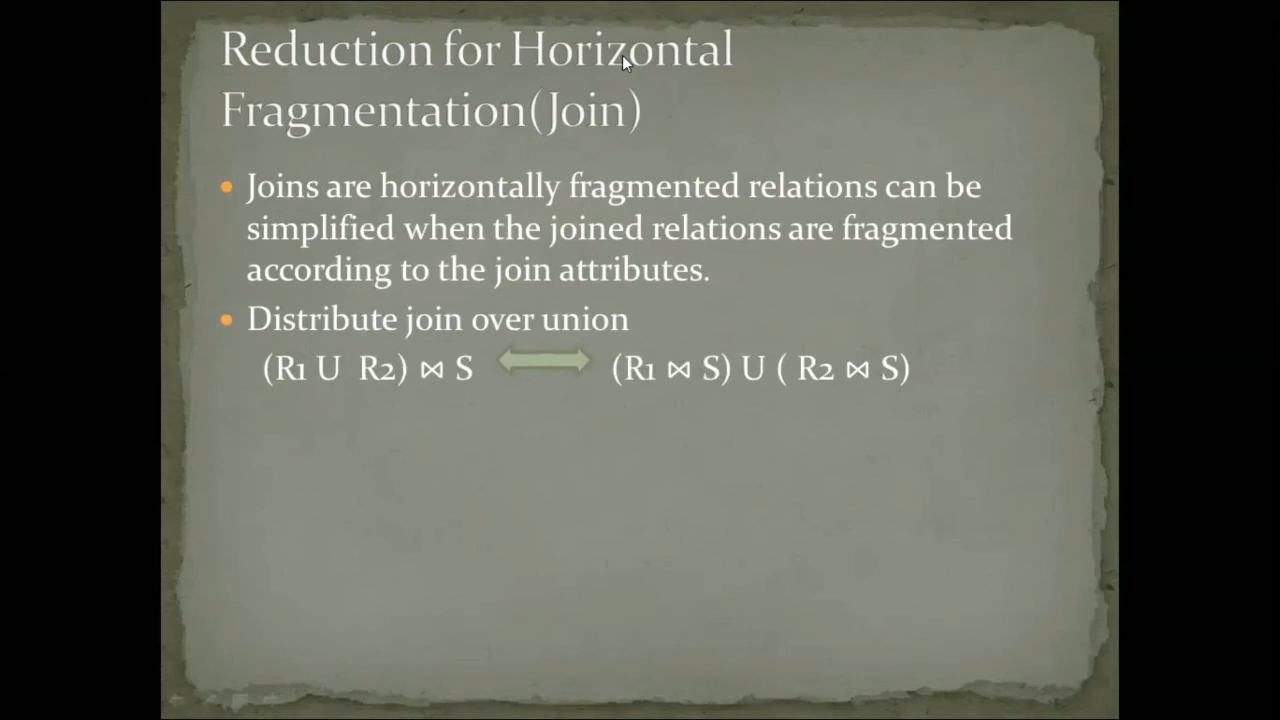 Reduction for Horizontal
Fragmentation(Join)
• Joins are horizontally fragmented relations can be
simplified when the joined relations are fragmented
according to the join attributes.
• Distribute join over union
(R1 U R2) ⋈ S ⟺ (R1 ⋈ S) U ( R2 ⋈ S)